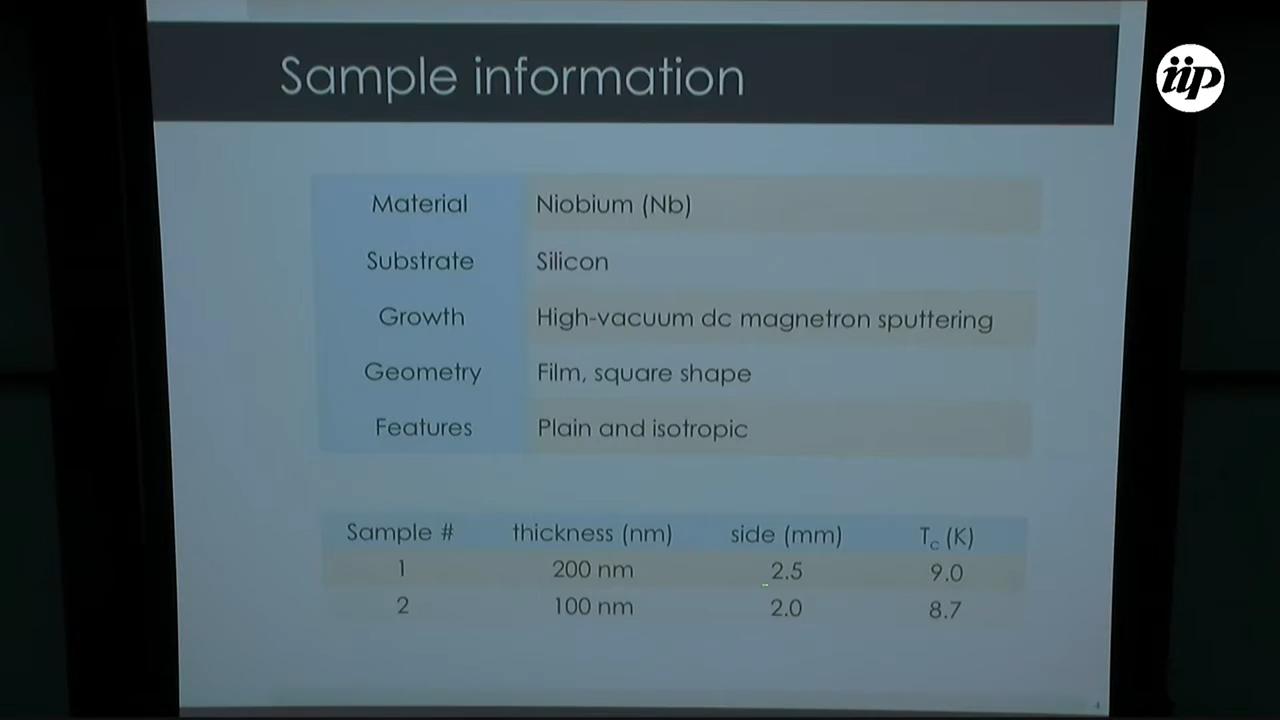 Sample information
iip
Material Niobium (Nb)
Substrate Silicon
Growth High-vacuum dc magnetron sputtering
Geometry Film, square shape
Features Plain and isotropic
Sample # thickness (nm) side (mm) Tc (K)
1 200 nm 2.5 9.0
2 100 nm 2.0 8.7
4